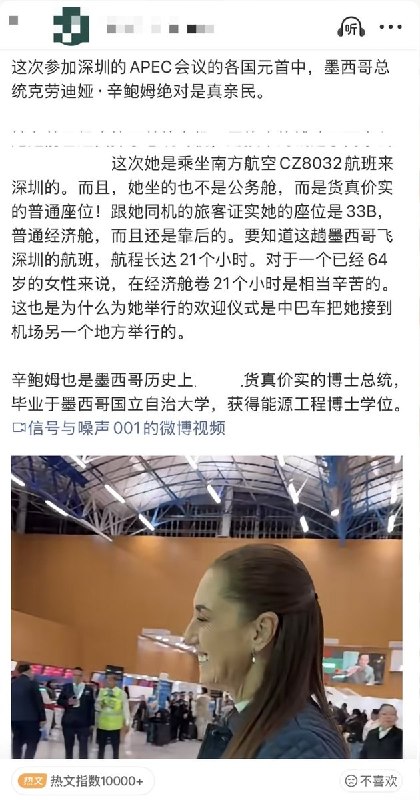 听
这次参加深圳的APEC会议的各国元首中，墨西哥总
统克劳迪娅·辛鲍姆绝对是真亲民。
这次她是乘坐南方航空CZ8032航班来
深圳的。而且，她坐的也不是公务舱，而是货真价实
的普通座位！跟她同机的旅客证实她的座位是33B，
普通经济舱，而且还是靠后的。要知道这趟墨西哥飞
深圳的航班，航程长达21个小时。对于一个已经64
岁的女性来说，在经济舱卷21个小时是相当辛苦的。
这也是为什么为她举行的欢迎仪式是中巴车把她接到
机场另一个地方举行的。
辛鲍姆也是墨西哥历史上 货真价实的博士总统，
毕业于墨西哥国立自治大学，获得能源工程博士学位。
信号与噪声001的微博视频
热文 热文指数10000+
不喜欢